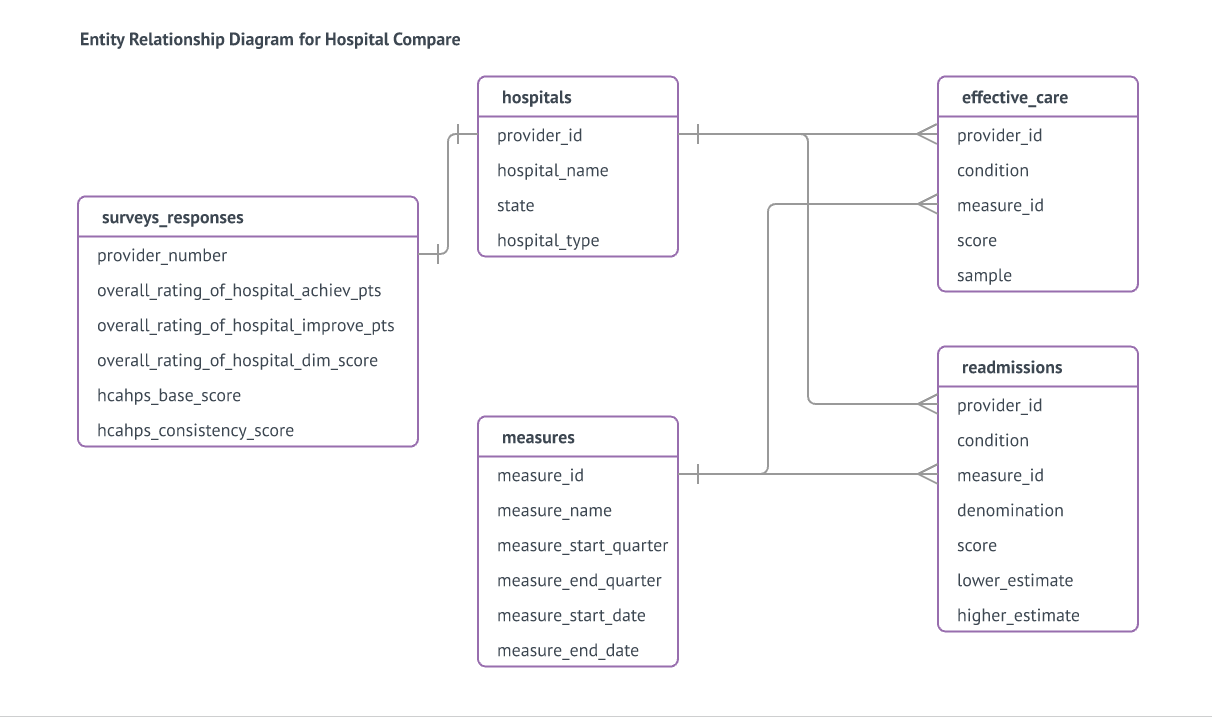 Entity Relationship Diagram for Hospital Compare
hospitals
provider_id
hospital_name
state
hospital_type
effective_care
provider_id
condition
measure_id
score
sample
surveys_responses
provider_number
overall_rating_of_hospital_achiev_pts
overall_rating_of_hospital_improve_pts
overall_rating_of_hospital_dim_score
hcahps_base_score
hcahps_consistency_score
measures
measure_id
measure_name
measure_start_quarter
measure_end_quarter
measure_start_date
measure_end_date
readmissions
provider_id
condition
measure_id
denomination
score
lower_estimate
higher_estimate